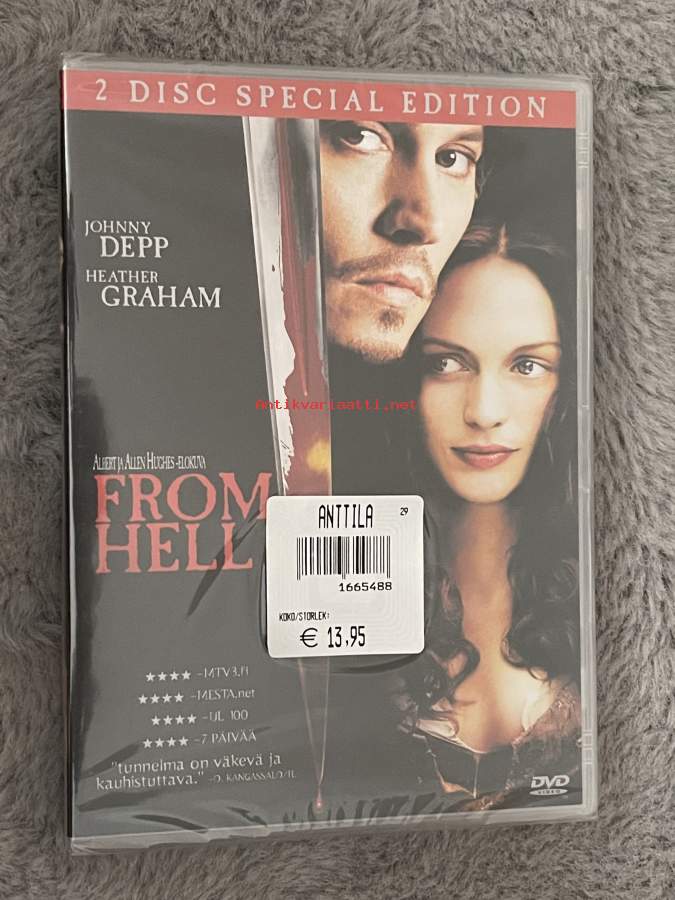 2 DISC SPECIAL EDITION
JOHNNY
DEPP
HEATHER
GRAHAM
Antikvariaatti.net
ALBERT JA ALLEN HUGHES -ELOKUVA
FROM
HELL
ANTTILA 29
1665488
KOKO/STORLEK:
€ 13,95
★★★★ -MTV3.fi
★★★★ -MESTA.net
★★★★ -UL 100
★★★★ -7 PÄIVÄÄ
"tunnelma on väkevä ja
kauhistuttava." -O. KANGASSALO/IL
DVD
VIDEO